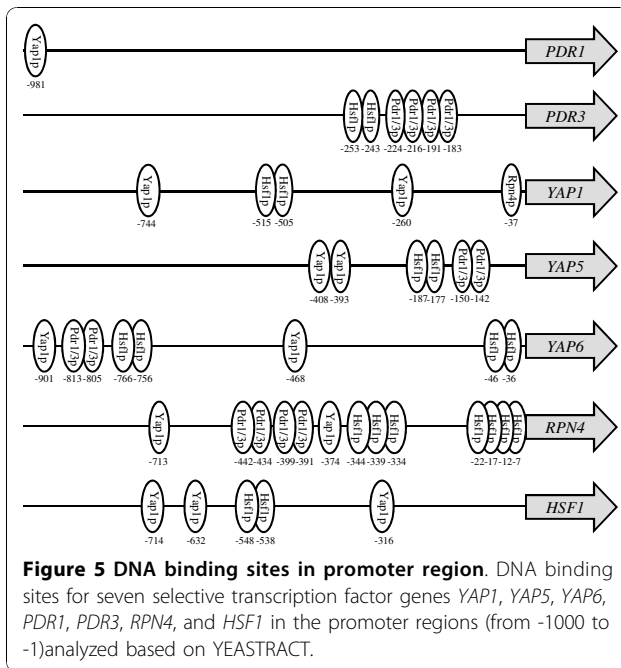 Yap1p
-981
PDR1
Hsf1p Hsf1p Pdr1/3p Pdr1/3p Pdr1/3p Pdr1/3p
-253 -243 -224 -216 -191 -183
PDR3
Yap1p Hsf1p Hsf1p Yap1p Rpn4p
-744 -515 -505 -260 -37
YAP1
Yap1p Yap1p Hsf1p Hsf1p Pdr1/3p Pdr1/3p
-408 -393 -187 -177 -150 -142
YAP5
Yap1p Pdr1/3p Pdr1/3p Hsf1p Hsf1p Yap1p Hsf1p Hsf1p
-901 -813 -805 -766 -756 -468 -46 -36
YAP6
Yap1p Pdr1/3p Pdr1/3p Pdr1/3p Pdr1/3p Yap1p Hsf1p Hsf1p Hsf1p Hsf1p Hsf1p Hsf1p Hsf1p
-713 -442 -434 -399 -391 -374 -344 -339 -334 -22 -17 -12 -7
RPN4
Yap1p Yap1p Hsf1p Hsf1p Yap1p
-714 -632 -548 -538 -316
HSF1
Figure 5 DNA binding sites in promoter region. DNA binding
sites for seven selective transcription factor genes YAP1, YAP5, YAP6,
PDR1, PDR3, RPN4, and HSF1 in the promoter regions (from -1000 to
-1)analyzed based on YEASTRACT.